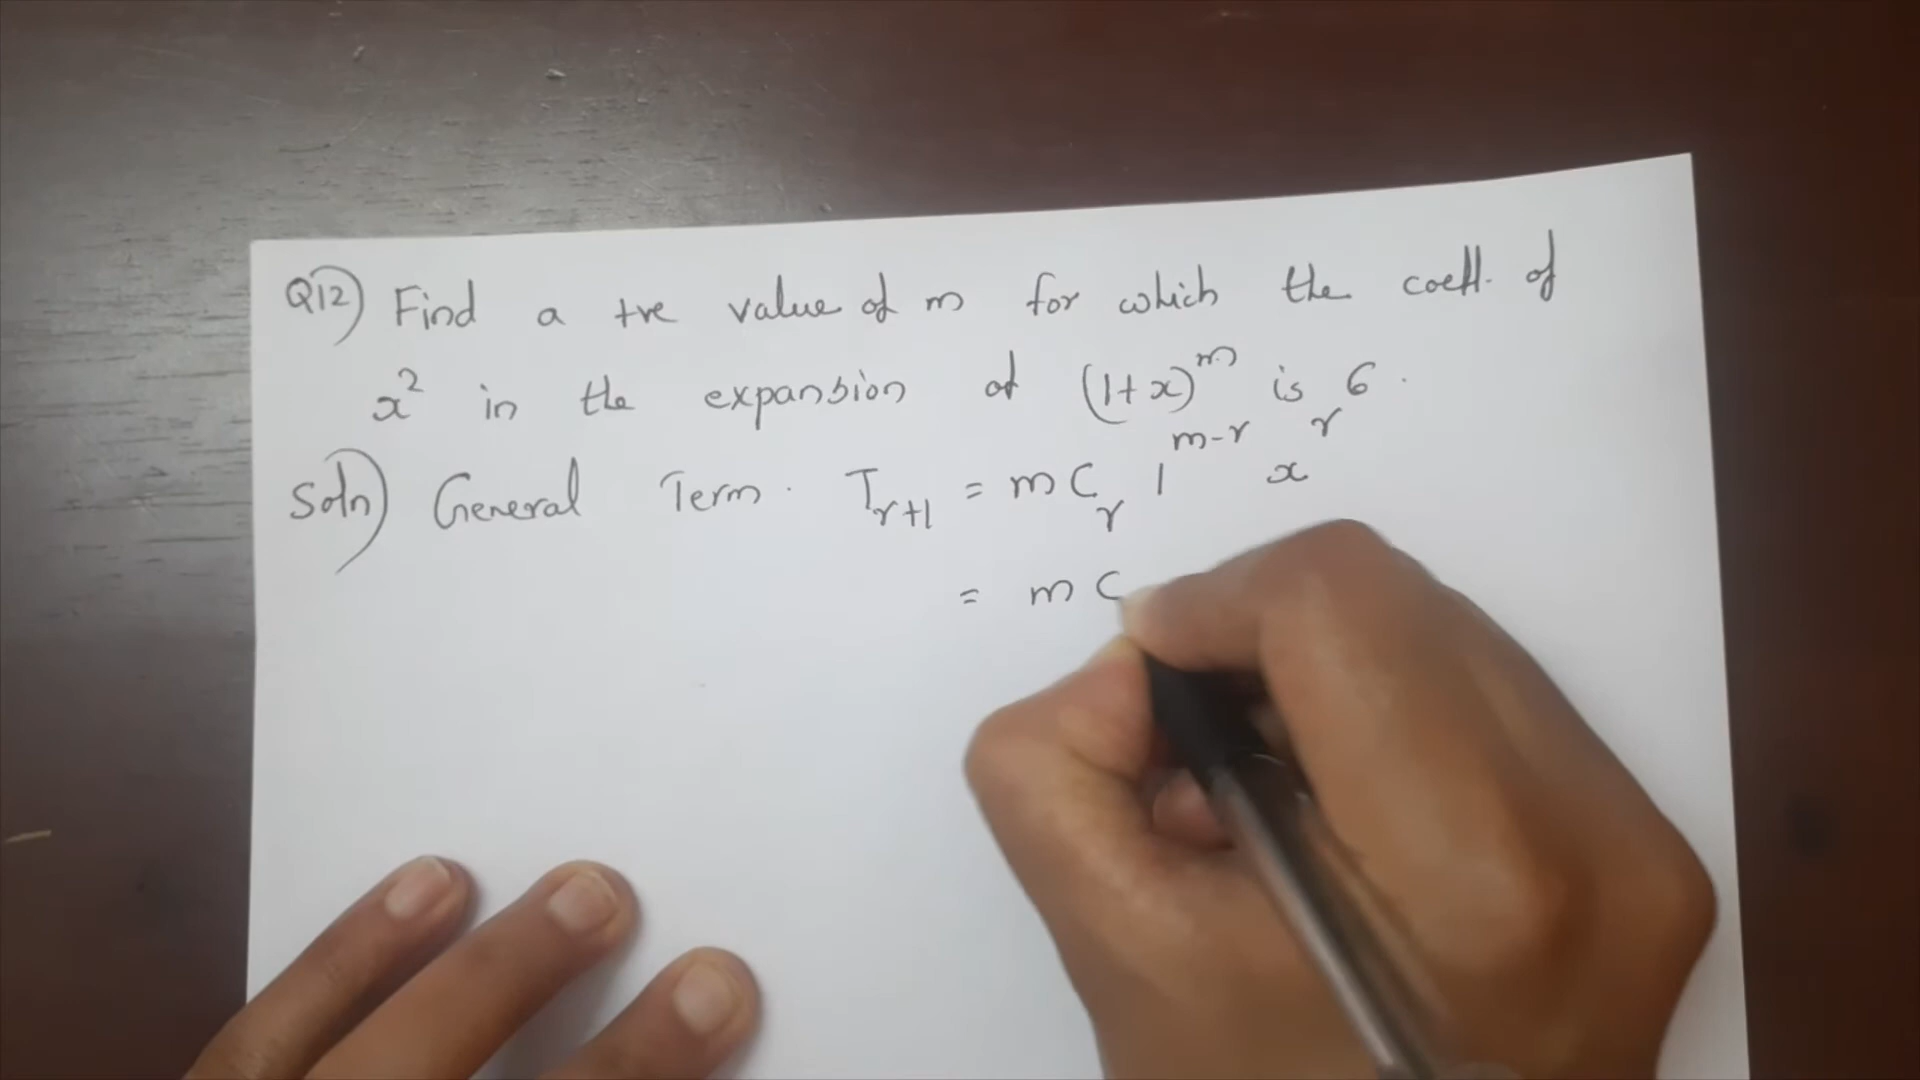 Q12) Find a +ve value of m for which the coeff. of
x² in the expansion of (1+x)^m is 6.
Soln) General Term. T_{r+1} = mC_r 1^{m-r} x^r
= mC